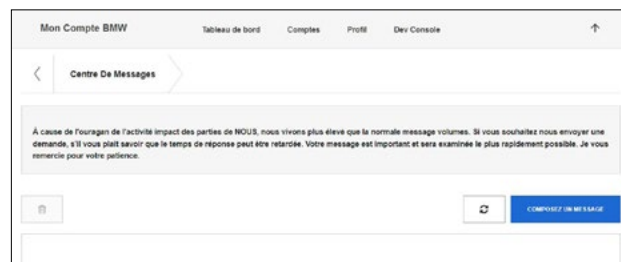 Mon Compte BMW Tableau de bord Comptes Profil Dev Console
Centre De Messages
À cause de l'ouragan de l'activité impact des parties de NOUS, nous vivons plus élevé que la normale message volumes. Si vous souhaitez nous envoyer une
demande, s'il vous plaît savoir que le temps de réponse peut être retardée. Votre message est important et sera examinée le plus rapidement possible. Je vous
remercie pour votre patience.
COMPOSEZ UN MESSAGE